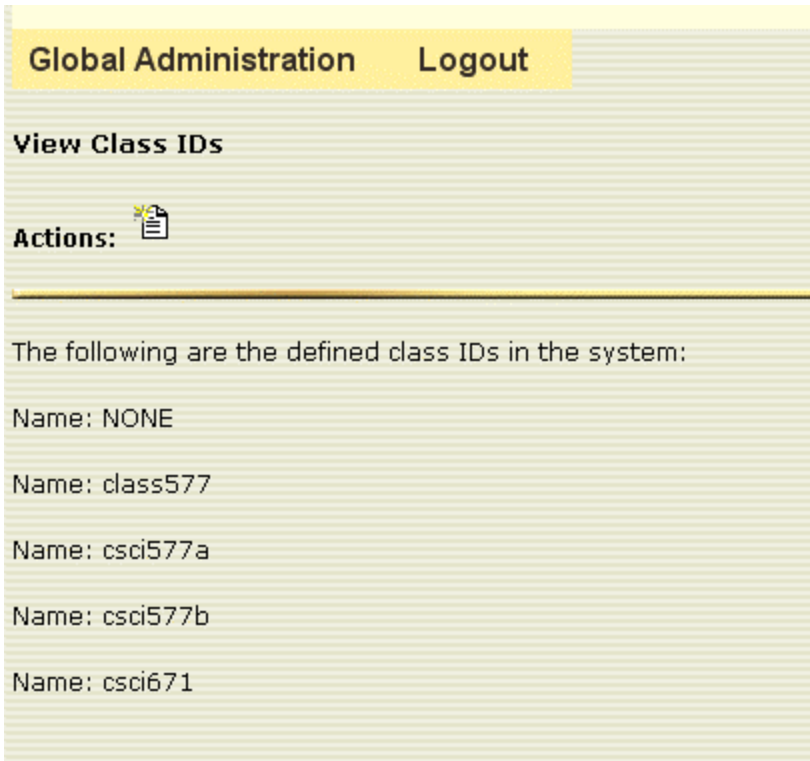 Global Administration Logout
View Class IDs
Actions:
The following are the defined class IDs in the system:
Name: NONE
Name: class577
Name: csci577a
Name: csci577b
Name: csci671